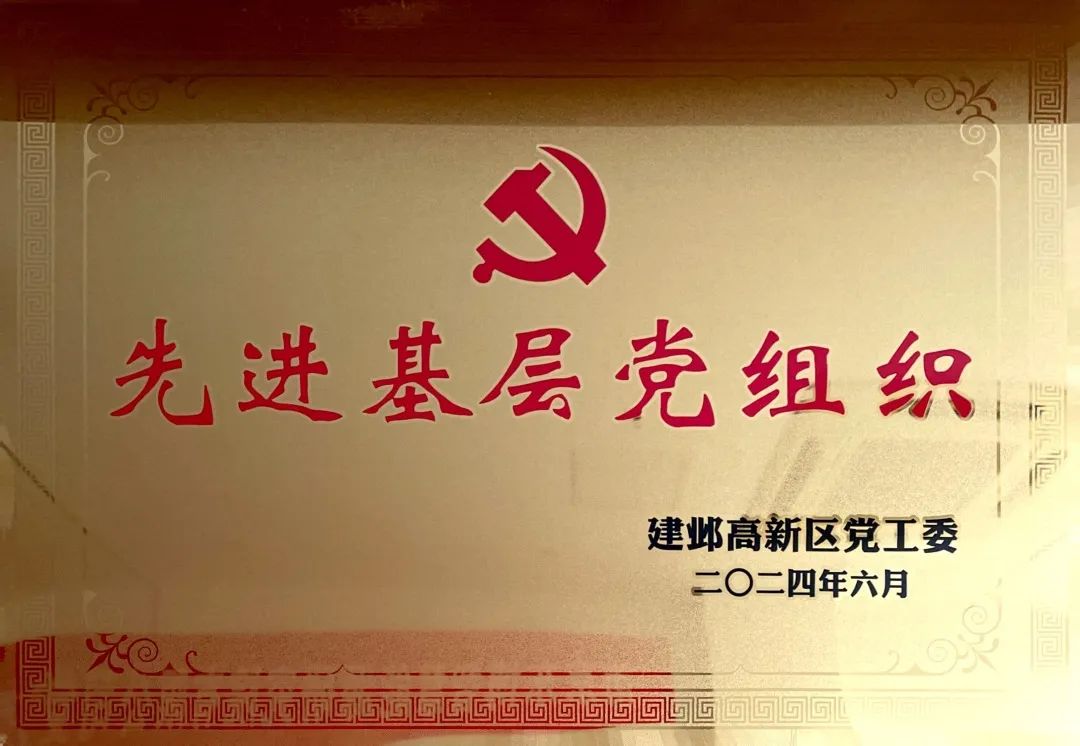 先进基层党组织
建邺高新区党工委
二〇二四年六月